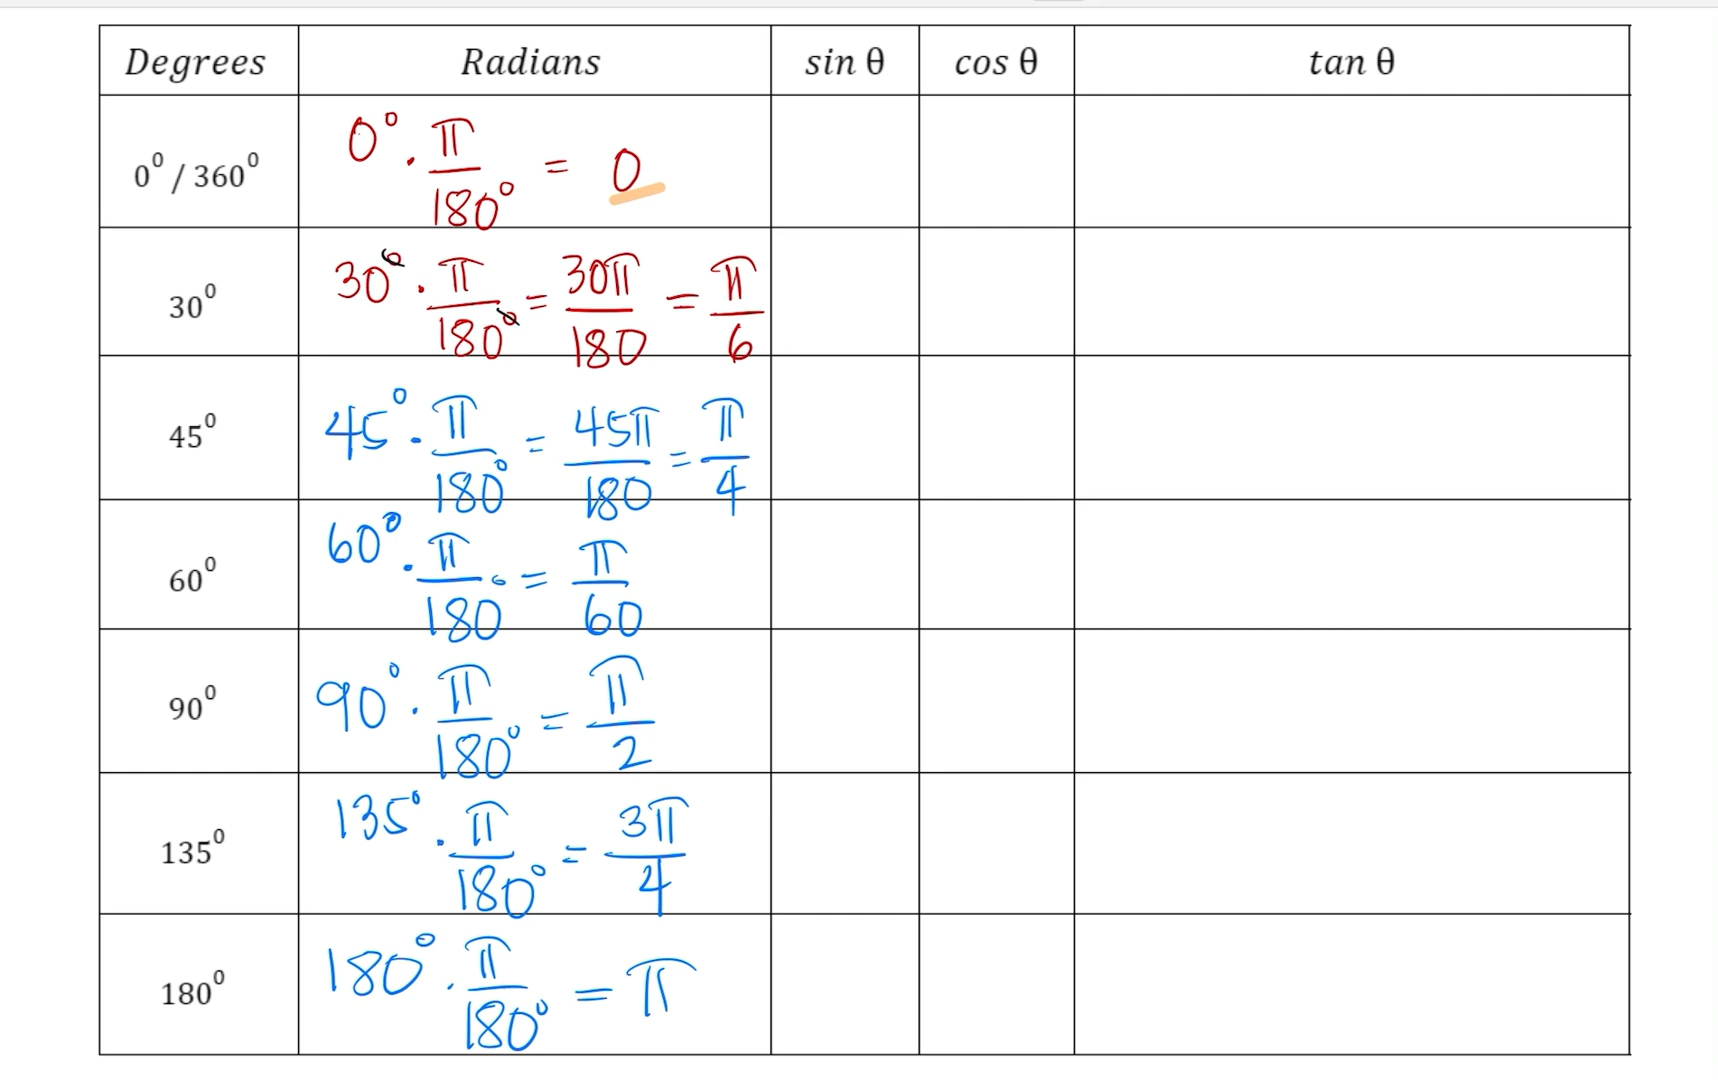 Degrees Radians sin θ cos θ tan θ
0⁰ / 360⁰ 0° · π/180° = 0
30⁰ 30° · π/180° = 30π/180 = π/6
45⁰ 45° · π/180° = 45π/180 = π/4
60⁰ 60° · π/180° = π/60
90⁰ 90° · π/180° = π/2
135⁰ 135° · π/180° = 3π/4
180⁰ 180° · π/180° = π